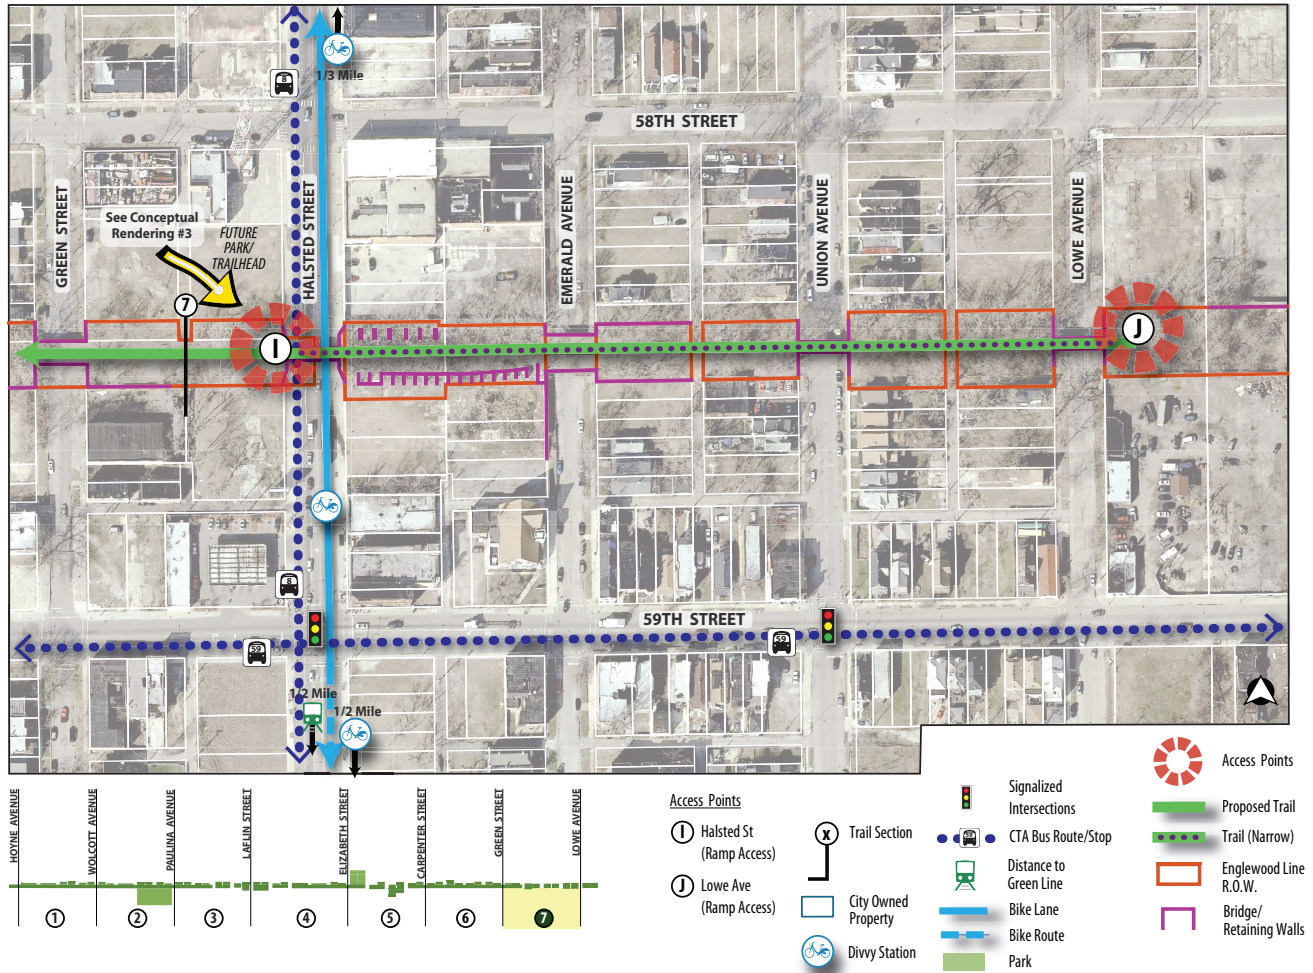 1/3 Mile
8
58TH STREET
GREEN STREET
HALSTED STREET
EMERALD AVENUE
UNION AVENUE
LOWE AVENUE
See Conceptual
Rendering #3
FUTURE
PARK/
TRAILHEAD
7
I
J
8
59TH STREET
59
59
1/2 Mile
1/2 Mile
HOYNE AVENUE
WOLCOTT AVENUE
PAULINA AVENUE
LAFLIN STREET
ELIZABETH STREET
CARPENTER STREET
GREEN STREET
LOWE AVENUE
1
2
3
4
5
6
7
Access Points
I Halsted St
(Ramp Access)
J Lowe Ave
(Ramp Access)
x Trail Section
City Owned
Property
Divvy Station
Signalized
Intersections
59 CTA Bus Route/Stop
Distance to
Green Line
Bike Lane
Bike Route
Park
Access Points
Proposed Trail
Trail (Narrow)
Englewood Line
R.O.W.
Bridge/
Retaining Walls